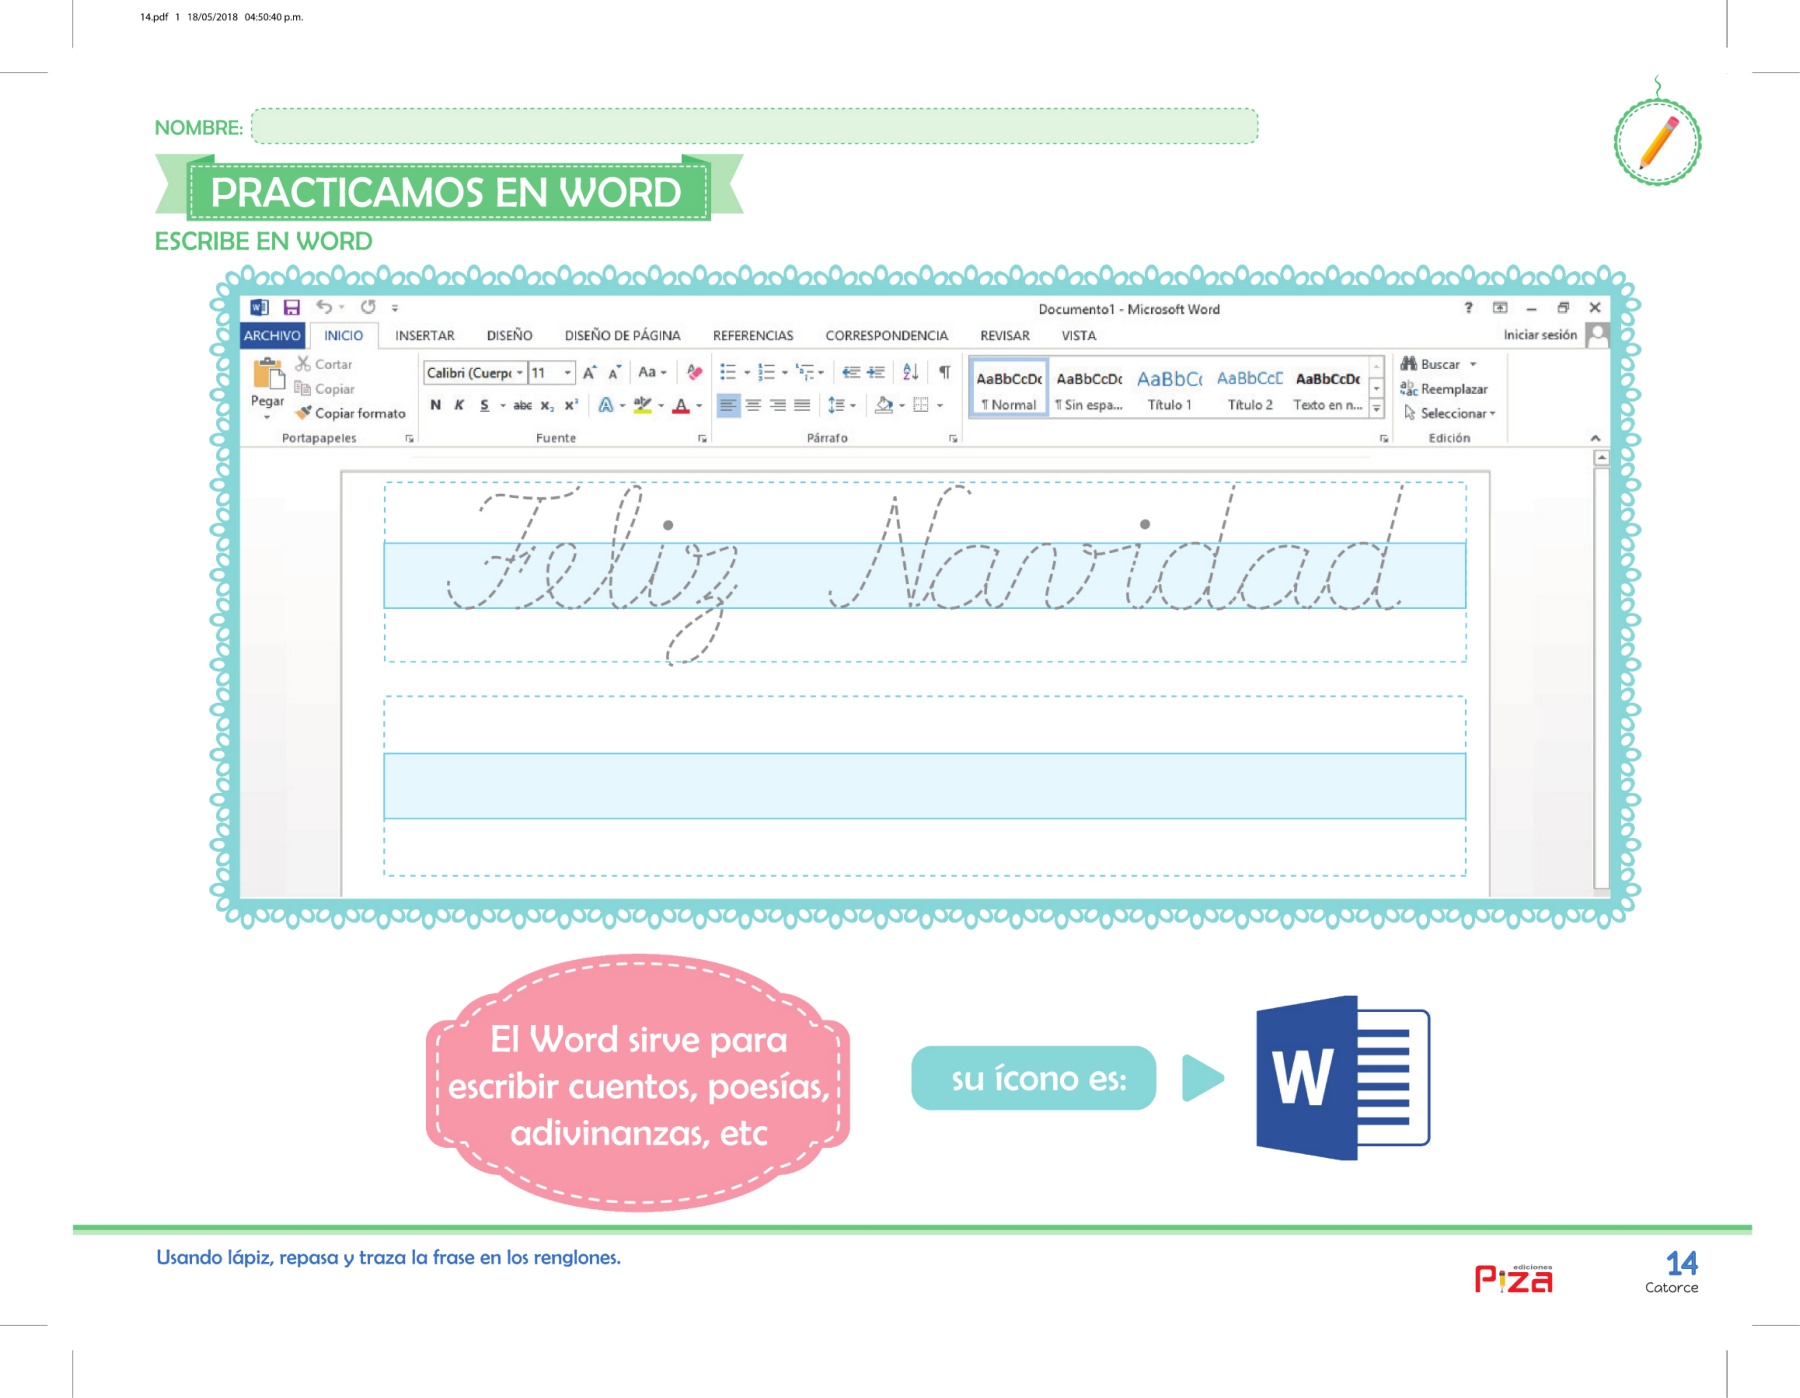 14.pdf 1 18/05/2018 04:50:40 p.m.
NOMBRE:
PRACTICAMOS EN WORD
ESCRIBE EN WORD
Documento1 - Microsoft Word ?
ARCHIVO INICIO INSERTAR DISEÑO DISEÑO DE PÁGINA REFERENCIAS CORRESPONDENCIA REVISAR VISTA Iniciar sesión
Pegar
Cortar
Copiar
Copiar formato
Portapapeles
Calibri (Cuerpo 11 A A Aa
N K S abc X₂ X² A aby A
Fuente
Párrafo
AaBbCcDc AaBbCcDc AaBbC( AaBbCcC AaBbCcDc
¶ Normal ¶ Sin espa... Título 1 Título 2 Texto en n...
Buscar
Reemplazar
Seleccionar
Edición
Feliz Navidad
El Word sirve para
escribir cuentos, poesías,
adivinanzas, etc
su ícono es:
W
Usando lápiz, repasa y traza la frase en los renglones.
ediciones
Piza
14
Catorce